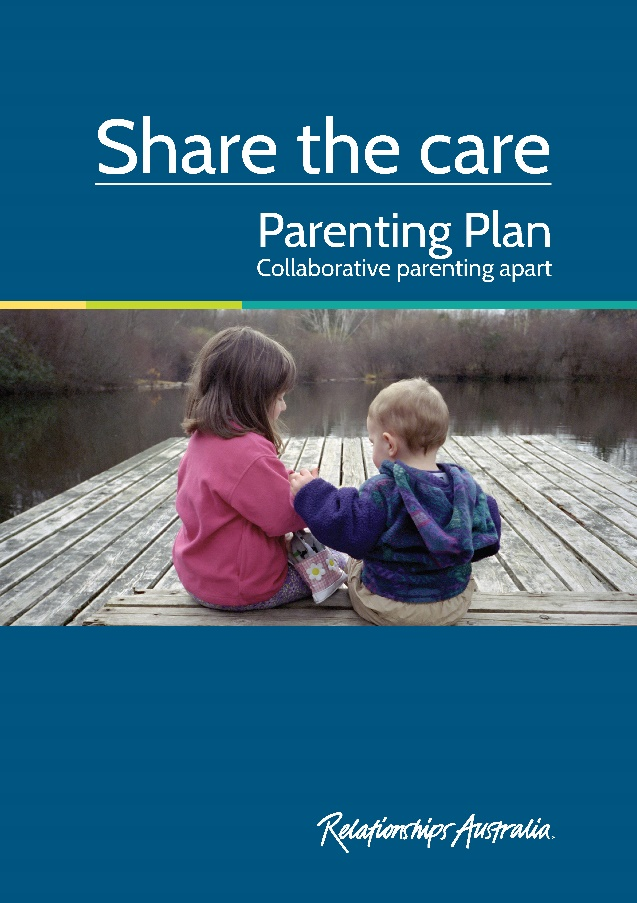 Share the care
Parenting Plan
Collaborative parenting apart
Relationships Australia.